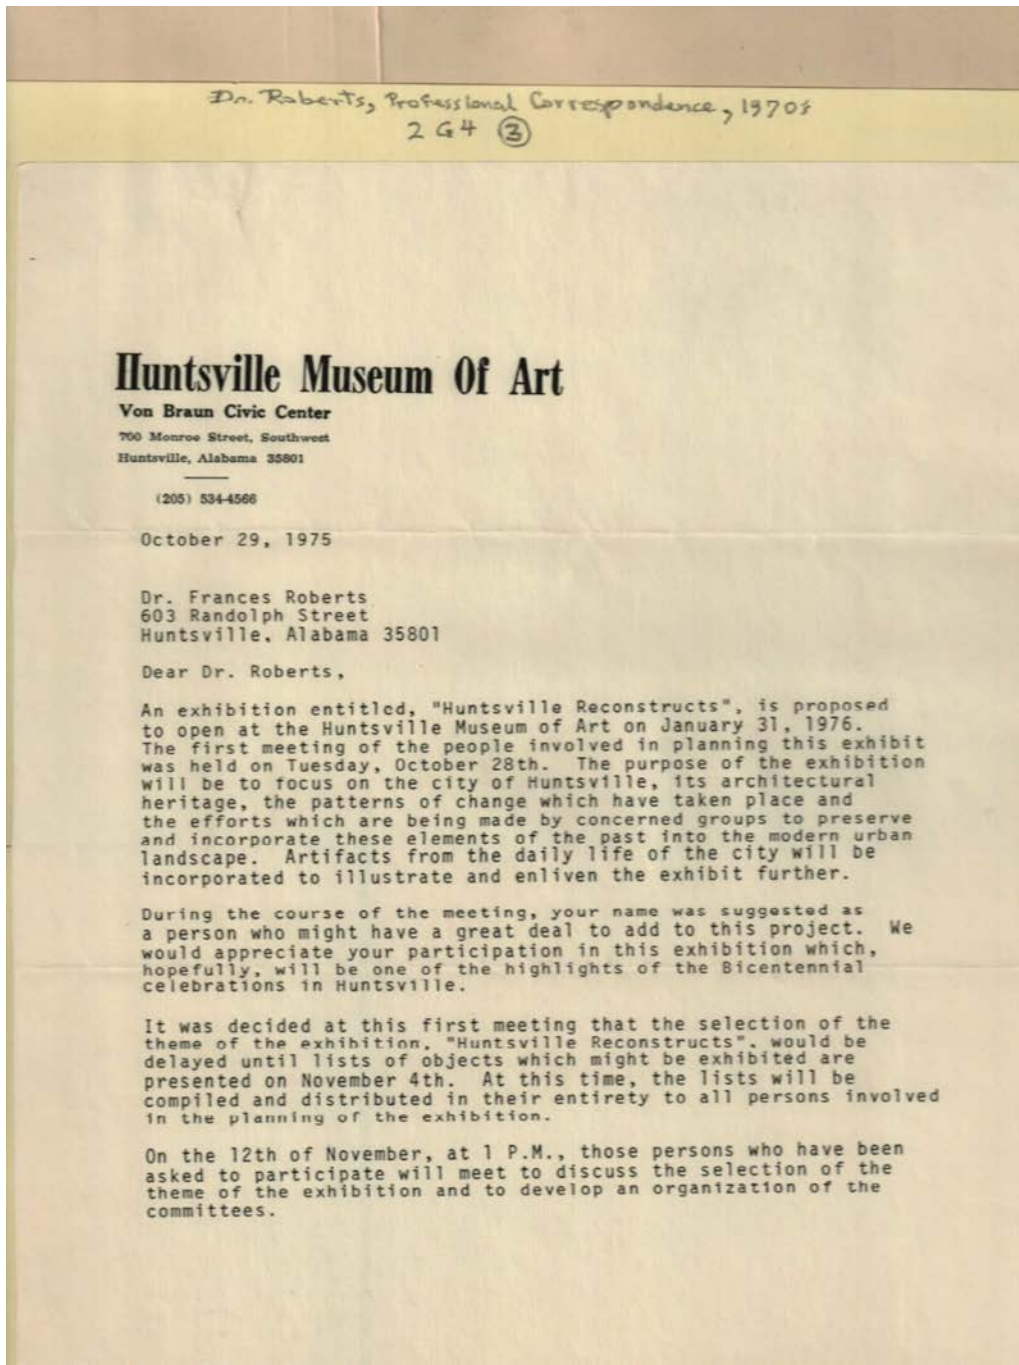 Dr. Roberts, Professional Correspondence, 1970s
2 G4 ③
Huntsville Museum Of Art
Von Braun Civic Center
700 Monroe Street, Southwest
Huntsville, Alabama 35801
(205) 534-4566
October 29, 1975
Dr. Frances Roberts
603 Randolph Street
Huntsville, Alabama 35801
Dear Dr. Roberts,
An exhibition entitled, "Huntsville Reconstructs", is proposed
to open at the Huntsville Museum of Art on January 31, 1976.
The first meeting of the people involved in planning this exhibit
was held on Tuesday, October 28th.  The purpose of the exhibition
will be to focus on the city of Huntsville, its architectural
heritage, the patterns of change which have taken place and
the efforts which are being made by concerned groups to preserve
and incorporate these elements of the past into the modern urban
landscape.  Artifacts from the daily life of the city will be
incorporated to illustrate and enliven the exhibit further.
During the course of the meeting, your name was suggested as
a person who might have a great deal to add to this project.  We
would appreciate your participation in this exhibition which,
hopefully, will be one of the highlights of the Bicentennial
celebrations in Huntsville.
It was decided at this first meeting that the selection of the
theme of the exhibition, "Huntsville Reconstructs", would be
delayed until lists of objects which might be exhibited are
presented on November 4th.  At this time, the lists will be
compiled and distributed in their entirety to all persons involved
in the planning of the exhibition.
On the 12th of November, at 1 P.M., those persons who have been
asked to participate will meet to discuss the selection of the
theme of the exhibition and to develop an organization of the
committees.